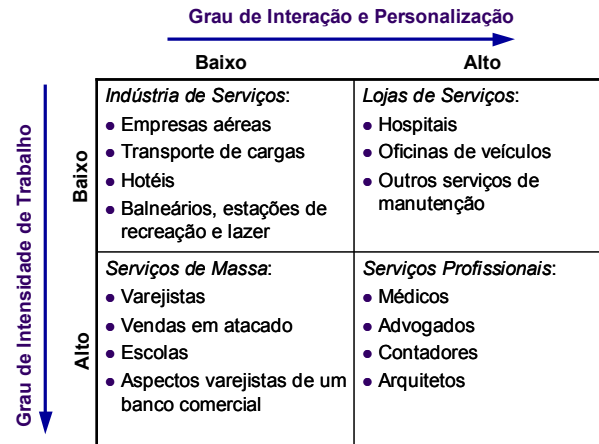 Grau de Interação e Personalização
Baixo
Alto
Grau de Intensidade de Trabalho
Baixo
Indústria de Serviços:
• Empresas aéreas
• Transporte de cargas
• Hotéis
• Balneários, estações de
recreação e lazer
Lojas de Serviços:
• Hospitais
• Oficinas de veículos
• Outros serviços de
manutenção
Alto
Serviços de Massa:
• Varejistas
• Vendas em atacado
• Escolas
• Aspectos varejistas de um
banco comercial
Serviços Profissionais:
• Médicos
• Advogados
• Contadores
• Arquitetos